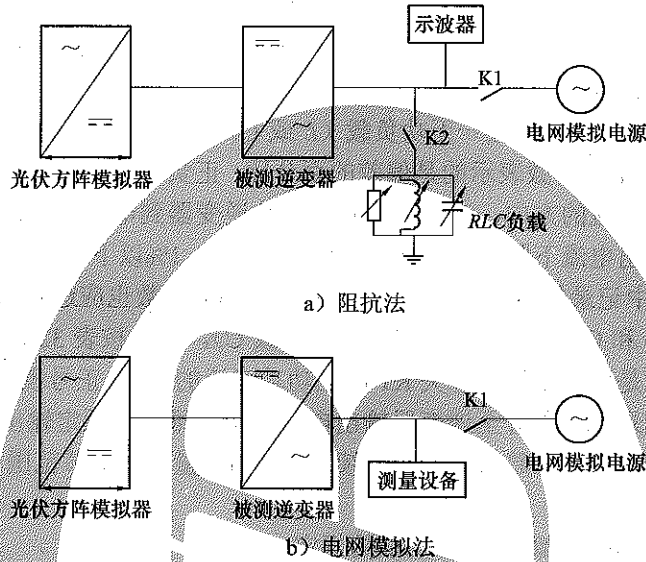 示波器
K1
电网模拟电源
K2
光伏方阵模拟器
被测逆变器
RLC负载
a）阻抗法
K1
电网模拟电源
测量设备
光伏方阵模拟器
被测逆变器
b）电网模拟法